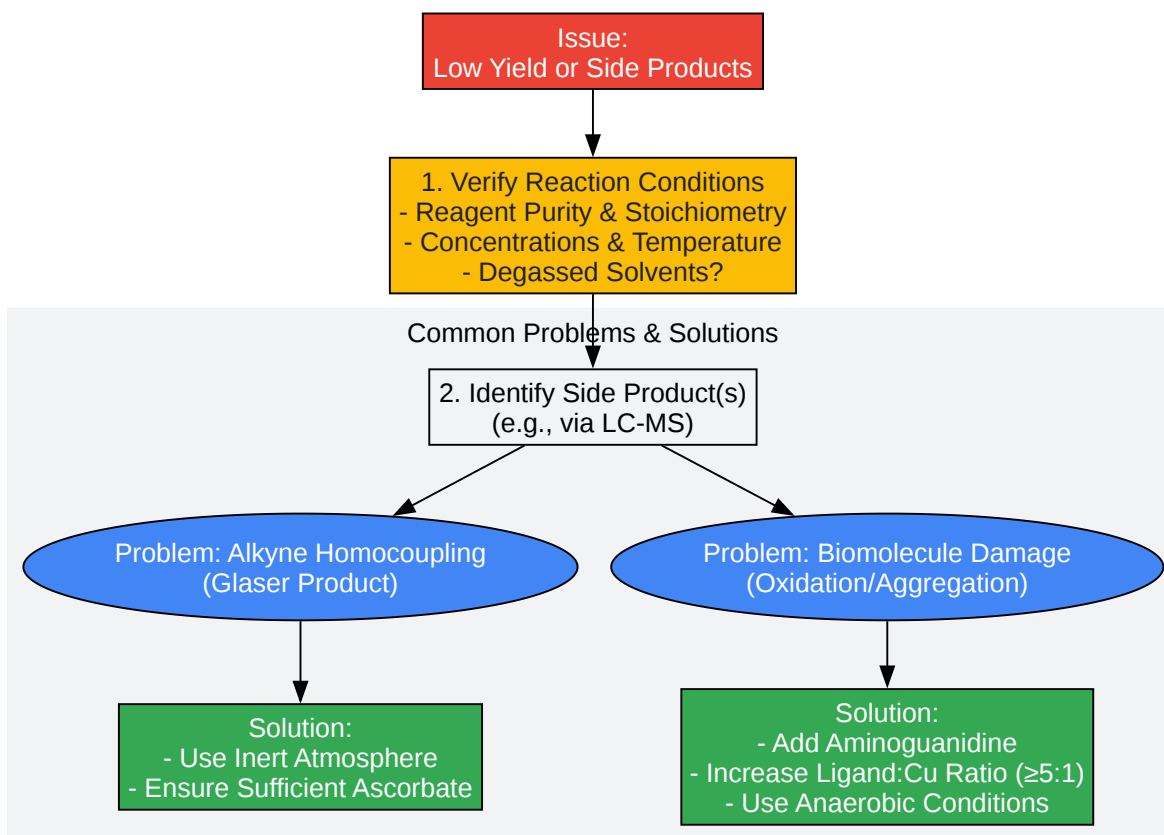 Issue:
Low Yield or Side Products
1. Verify Reaction Conditions
- Reagent Purity & Stoichiometry
- Concentrations & Temperature
- Degassed Solvents?
Common Problems & Solutions
2. Identify Side Product(s)
(e.g., via LC-MS)
Problem: Alkyne Homocoupling
(Glaser Product)
Problem: Biomolecule Damage
(Oxidation/Aggregation)
Solution:
- Use Inert Atmosphere
- Ensure Sufficient Ascorbate
Solution:
- Add Aminoguanidine
- Increase Ligand:Cu Ratio (≥5:1)
- Use Anaerobic Conditions